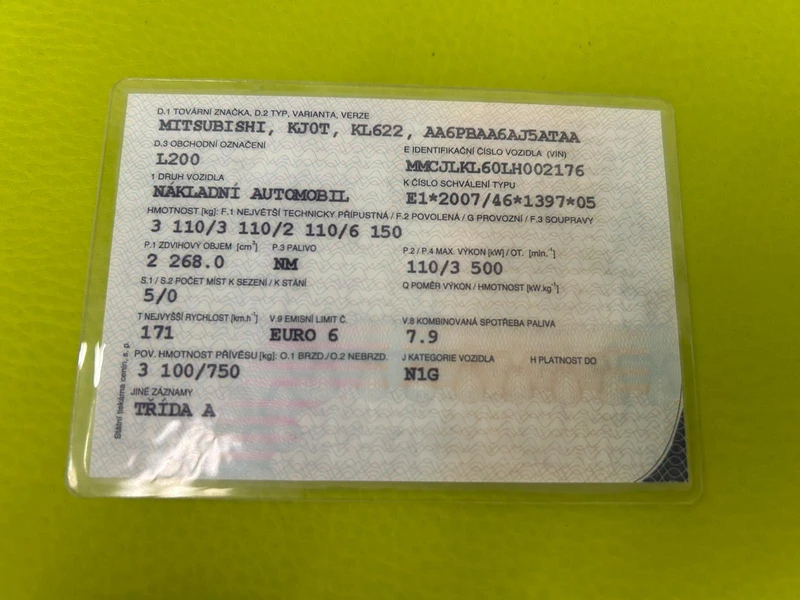 D.1 TOVÁRNÍ ZNAČKA, D.2 TYP, VARIANTA, VERZE
MITSUBISHI, KJ0T, KL622, AA6PBAA6AJ5ATAA
D.3 OBCHODNÍ OZNAČENÍ
L200
E IDENTIFIKAČNÍ ČÍSLO VOZIDLA (VIN)
MMCJLKL60LH002176
1 DRUH VOZIDLA
NÁKLADNÍ AUTOMOBIL
K ČÍSLO SCHVÁLENÍ TYPU
E1*2007/46*1397*05
HMOTNOST [kg]: F.1 NEJVĚTŠÍ TECHNICKY PŘÍPUSTNÁ / F.2 POVOLENÁ / G PROVOZNÍ / F.3 SOUPRAVY
3 110/3 110/2 110/6 150
P.1 ZDVIHOVÝ OBJEM [cm³] P.3 PALIVO P.2 / P.4 MAX. VÝKON [kW] / OT. [min.⁻¹]
2 268.0 NM 110/3 500
S.1 / S.2 POČET MÍST K SEZENÍ / K STÁNÍ Q POMĚR VÝKON / HMOTNOST [kW.kg⁻¹]
5/0
T NEJVYŠŠÍ RYCHLOST [km.h⁻¹] V.9 EMISNÍ LIMIT Č. V.8 KOMBINOVANÁ SPOTŘEBA PALIVA
171 EURO 6 7.9
POV. HMOTNOST PŘÍVĚSU [kg]: O.1 BRZD./O.2 NEBRZD. J KATEGORIE VOZIDLA H PLATNOST DO
3 100/750 N1G
JINÉ ZÁZNAMY
TŘÍDA A
Státní tiskárna cenin, s. p.